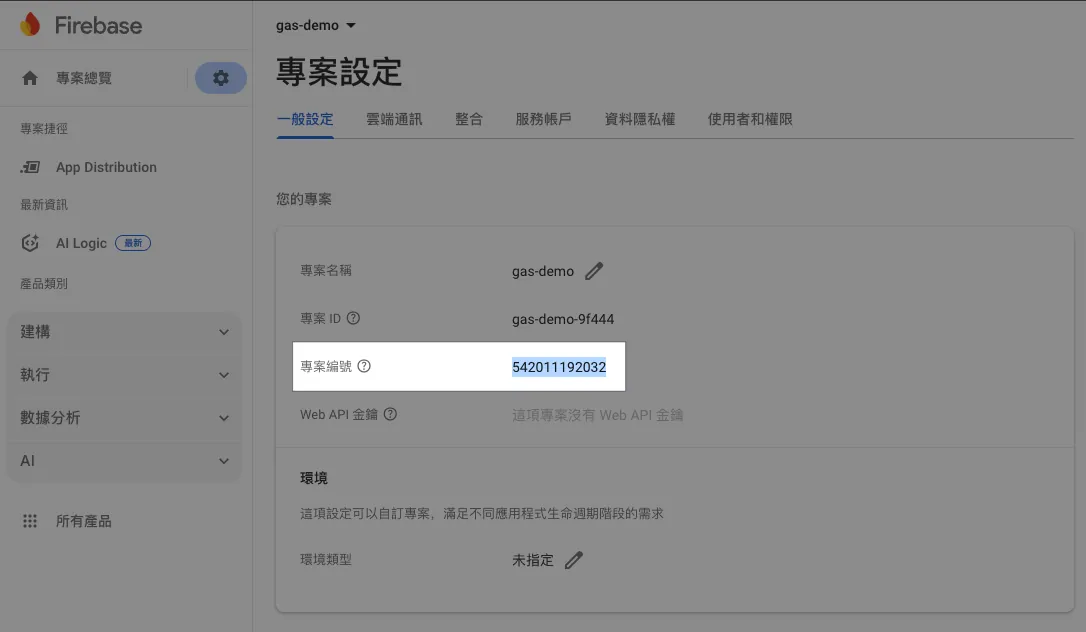 Firebase
專案總覽
專案捷徑
App Distribution
最新資訊
AI Logic 最新
產品類別
建構
執行
數據分析
AI
所有產品
gas-demo
專案設定
一般設定 雲端通訊 整合 服務帳戶 資料隱私權 使用者和權限
您的專案
專案名稱 gas-demo
專案 ID gas-demo-9f444
專案編號 542011192032
Web API 金鑰 這項專案沒有 Web API 金鑰
環境
這項設定可以自訂專案，滿足不同應用程式生命週期階段的需求
環境類型 未指定